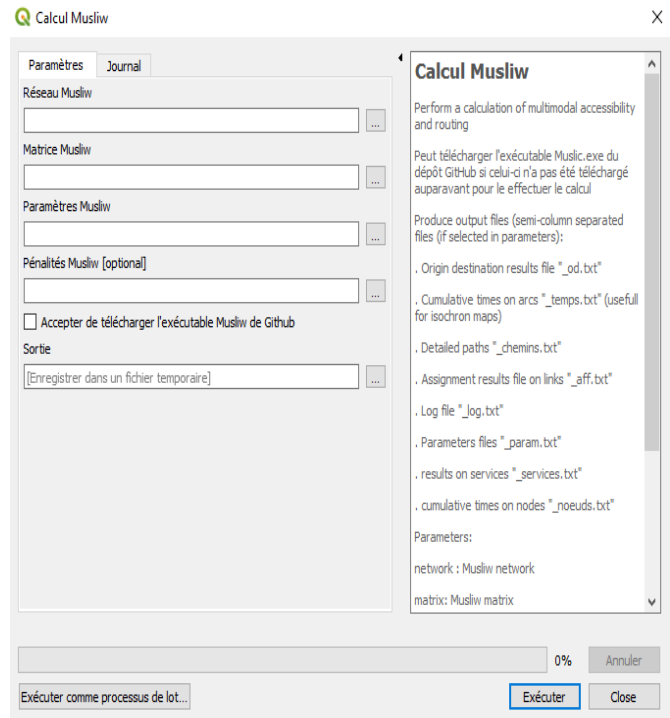 Calcul Musliw
Paramètres
Journal
Réseau Musliw
...
Matrice Musliw
...
Paramètres Musliw
...
Pénalités Musliw [optional]
...
Accepter de télécharger l'exécutable Musliw de Github
Sortie
[Enregistrer dans un fichier temporaire]
...
Calcul Musliw
Perform a calculation of multimodal accessibility
and routing
Peut télécharger l'exécutable Muslic.exe du
dépôt GitHub si celui-ci n'a pas été téléchargé
auparavant pour le effectuer le calcul
Produce output files (semi-column separated
files (if selected in parameters):
. Origin destination results file "_od.txt"
. Cumulative times on arcs "_temps.txt" (usefull
for isochron maps)
. Detailed paths "_chemins.txt"
. Assignment results file on links "_aff.txt"
. Log file "_log.txt"
. Parameters files "_param.txt"
. results on services "_services.txt"
. cumulative times on nodes "_noeuds.txt"
Parameters:
network : Musliw network
matrix: Musliw matrix
0%
Annuler
Exécuter comme processus de lot...
Exécuter
Close